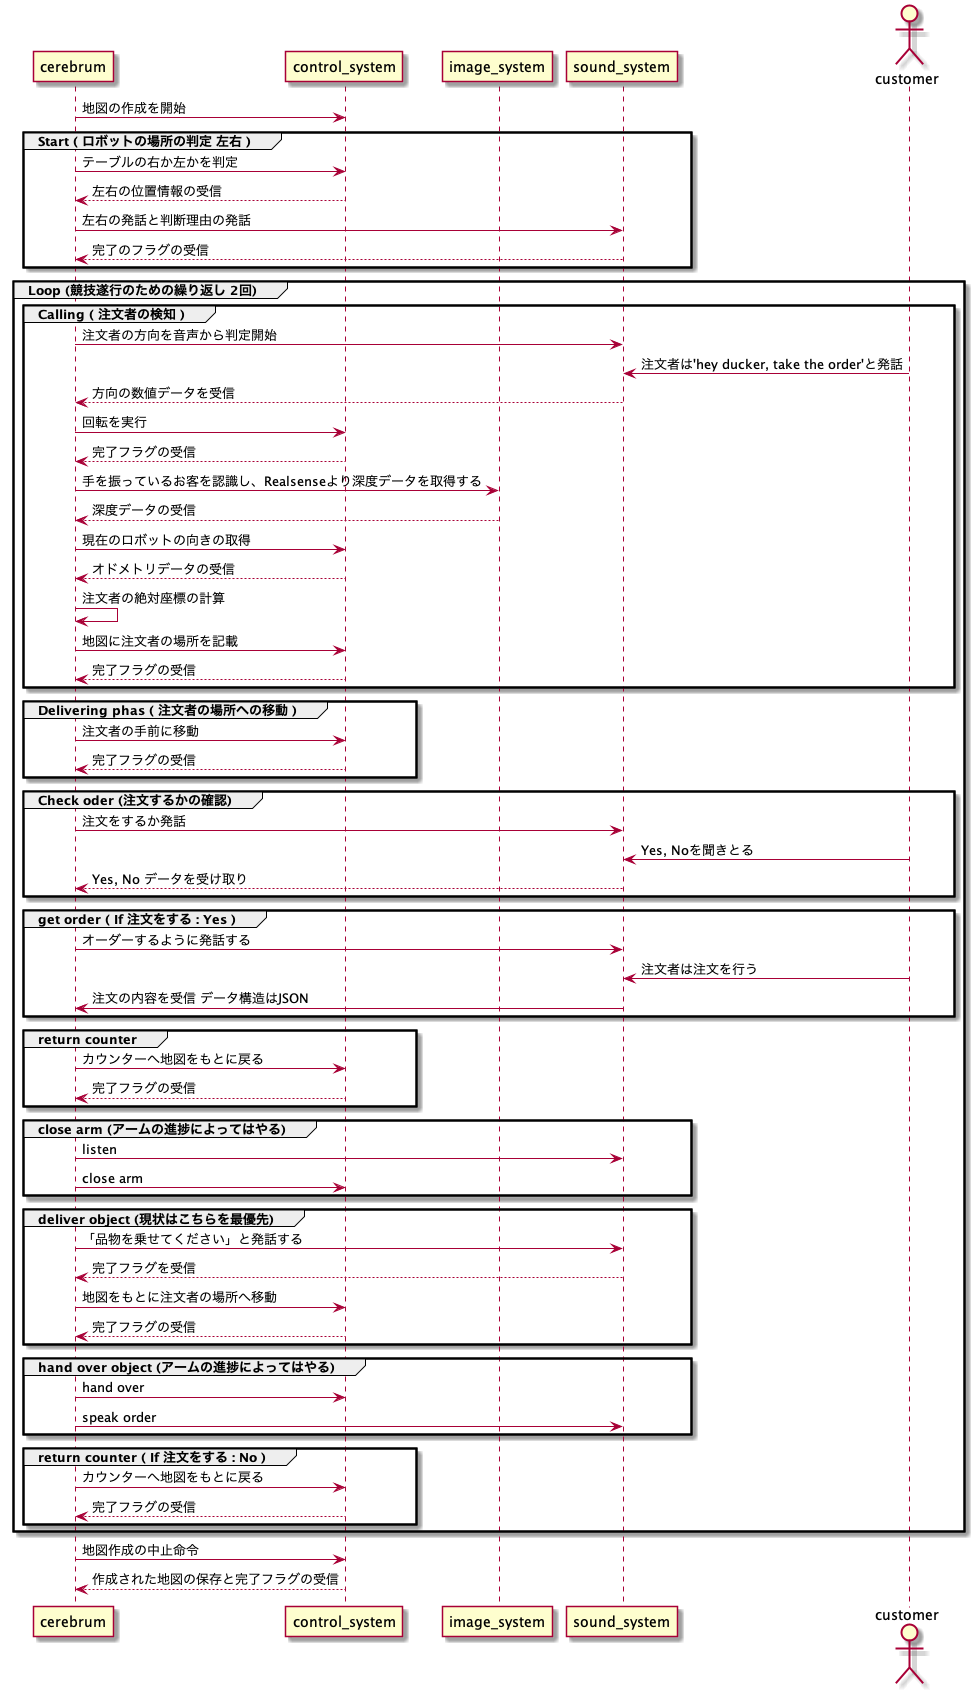 cerebrum
control_system
image_system
sound_system
customer
地図の作成を開始
Start ( ロボットの場所の判定 左右 )
テーブルの右か左かを判定
左右の位置情報の受信
左右の発話と判断理由の発話
完了のフラグの受信
Loop (競技遂行のための繰り返し 2回)
Calling ( 注文者の検知 )
注文者の方向を音声から判定開始
注文者は'hey ducker, take the order'と発話
方向の数値データを受信
回転を実行
完了フラグの受信
手を振っているお客を認識し、Realsenseより深度データを取得する
深度データの受信
現在のロボットの向きの取得
オドメトリデータの受信
注文者の絶対座標の計算
地図に注文者の場所を記載
完了フラグの受信
Delivering phas ( 注文者の場所への移動 )
注文者の手前に移動
完了フラグの受信
Check oder (注文するかの確認)
注文をするか発話
Yes, Noを聞きとる
Yes, No データを受け取り
get order ( If 注文をする : Yes )
オーダーするように発話する
注文者は注文を行う
注文の内容を受信 データ構造はJSON
return counter
カウンターへ地図をもとに戻る
完了フラグの受信
close arm (アームの進捗によってはやる)
listen
close arm
deliver object (現状はこちらを最優先)
「品物を乗せてください」と発話する
完了フラグを受信
地図をもとに注文者の場所へ移動
完了フラグの受信
hand over object (アームの進捗によってはやる)
hand over
speak order
return counter ( If 注文をする : No )
カウンターへ地図をもとに戻る
完了フラグの受信
地図作成の中止命令
作成された地図の保存と完了フラグの受信
cerebrum
control_system
image_system
sound_system
customer